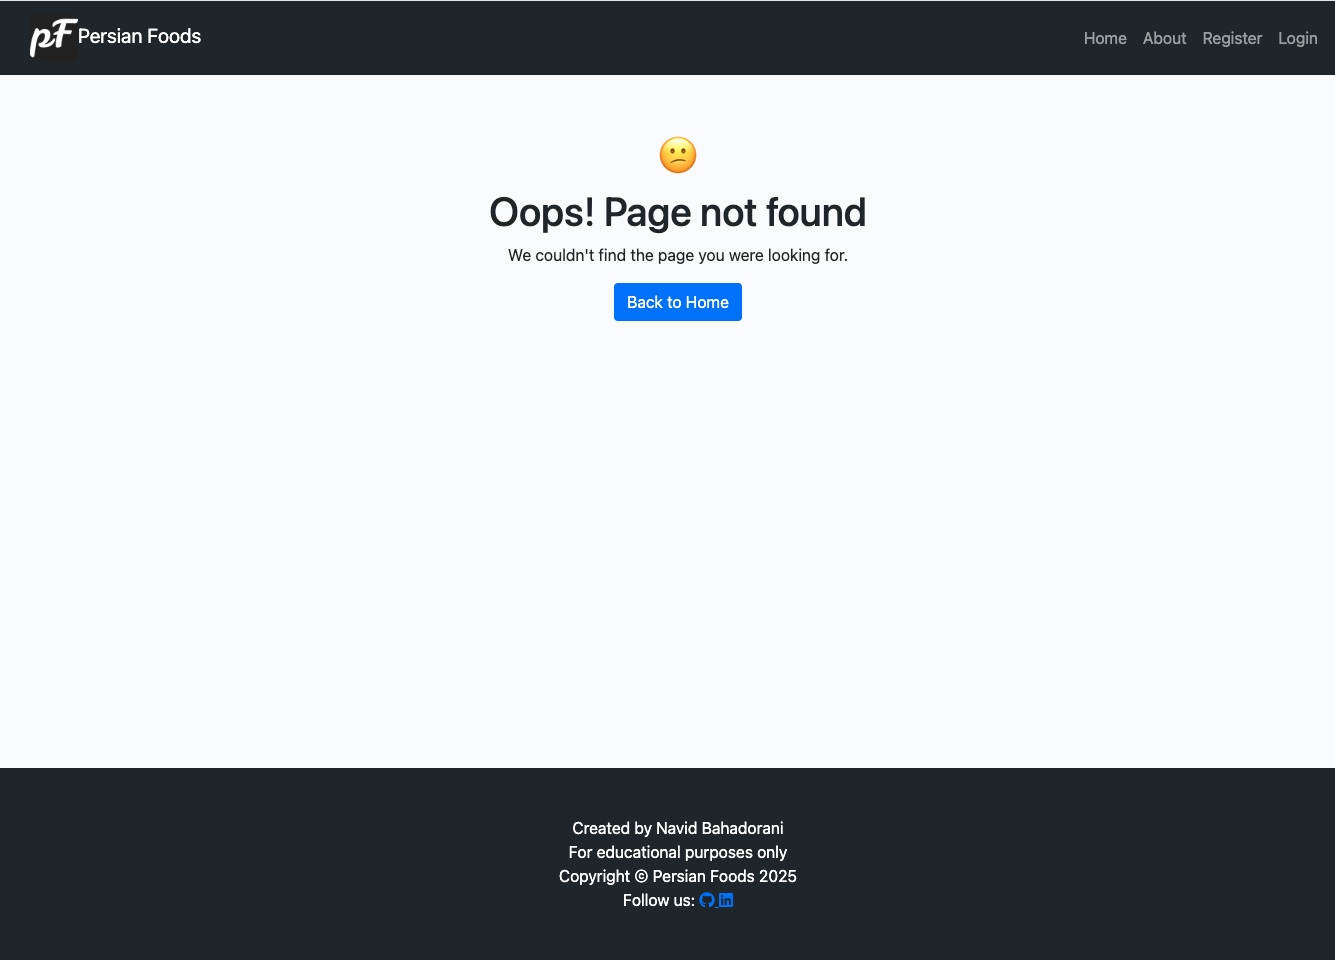 pF Persian Foods
Home About Register Login
Oops! Page not found
We couldn't find the page you were looking for.
Back to Home
Created by Navid Bahadorani
For educational purposes only
Copyright © Persian Foods 2025
Follow us: